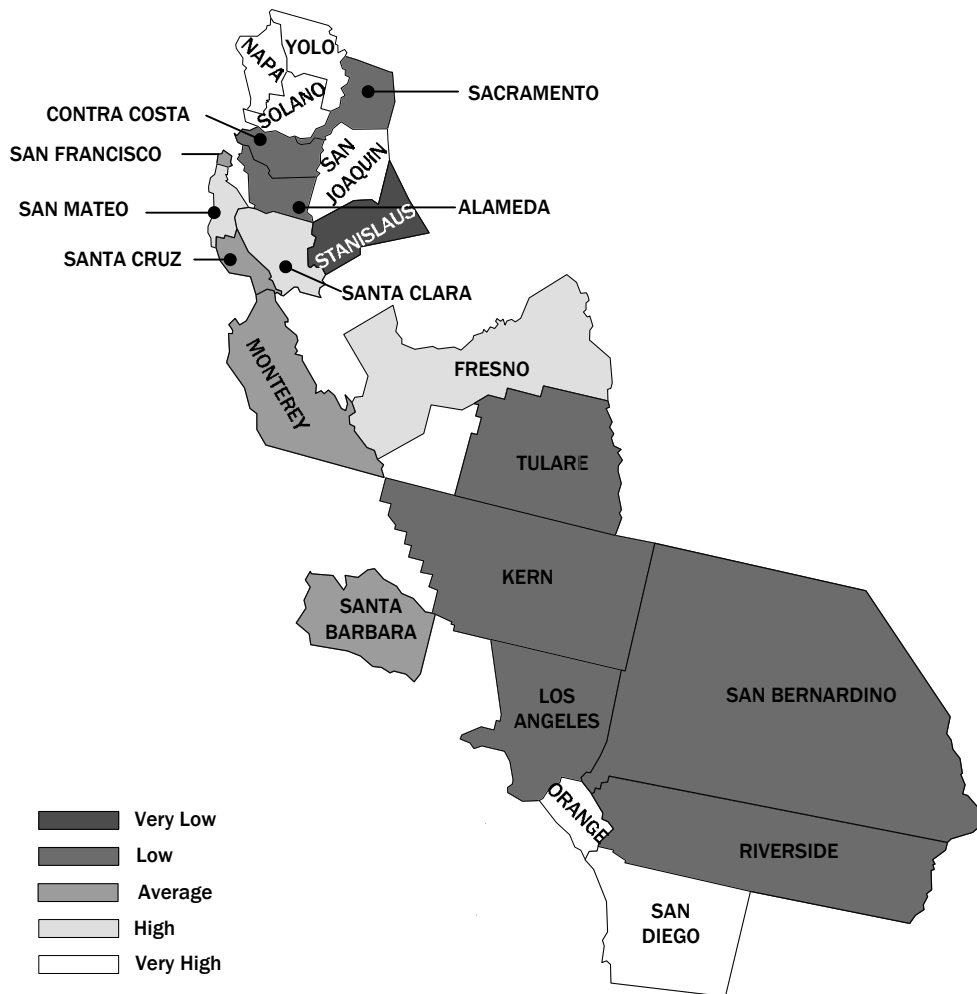 NAPA
YOLO
SOLANO
SACRAMENTO
CONTRA COSTA
SAN FRANCISCO
SAN
JOAQUIN
SAN MATEO
ALAMEDA
STANISLAUS
SANTA CRUZ
SANTA CLARA
MONTEREY
FRESNO
TULARE
KERN
SANTA
BARBARA
LOS
ANGELES
SAN BERNARDINO
ORANGE
RIVERSIDE
SAN
DIEGO
Very Low
Low
Average
High
Very High